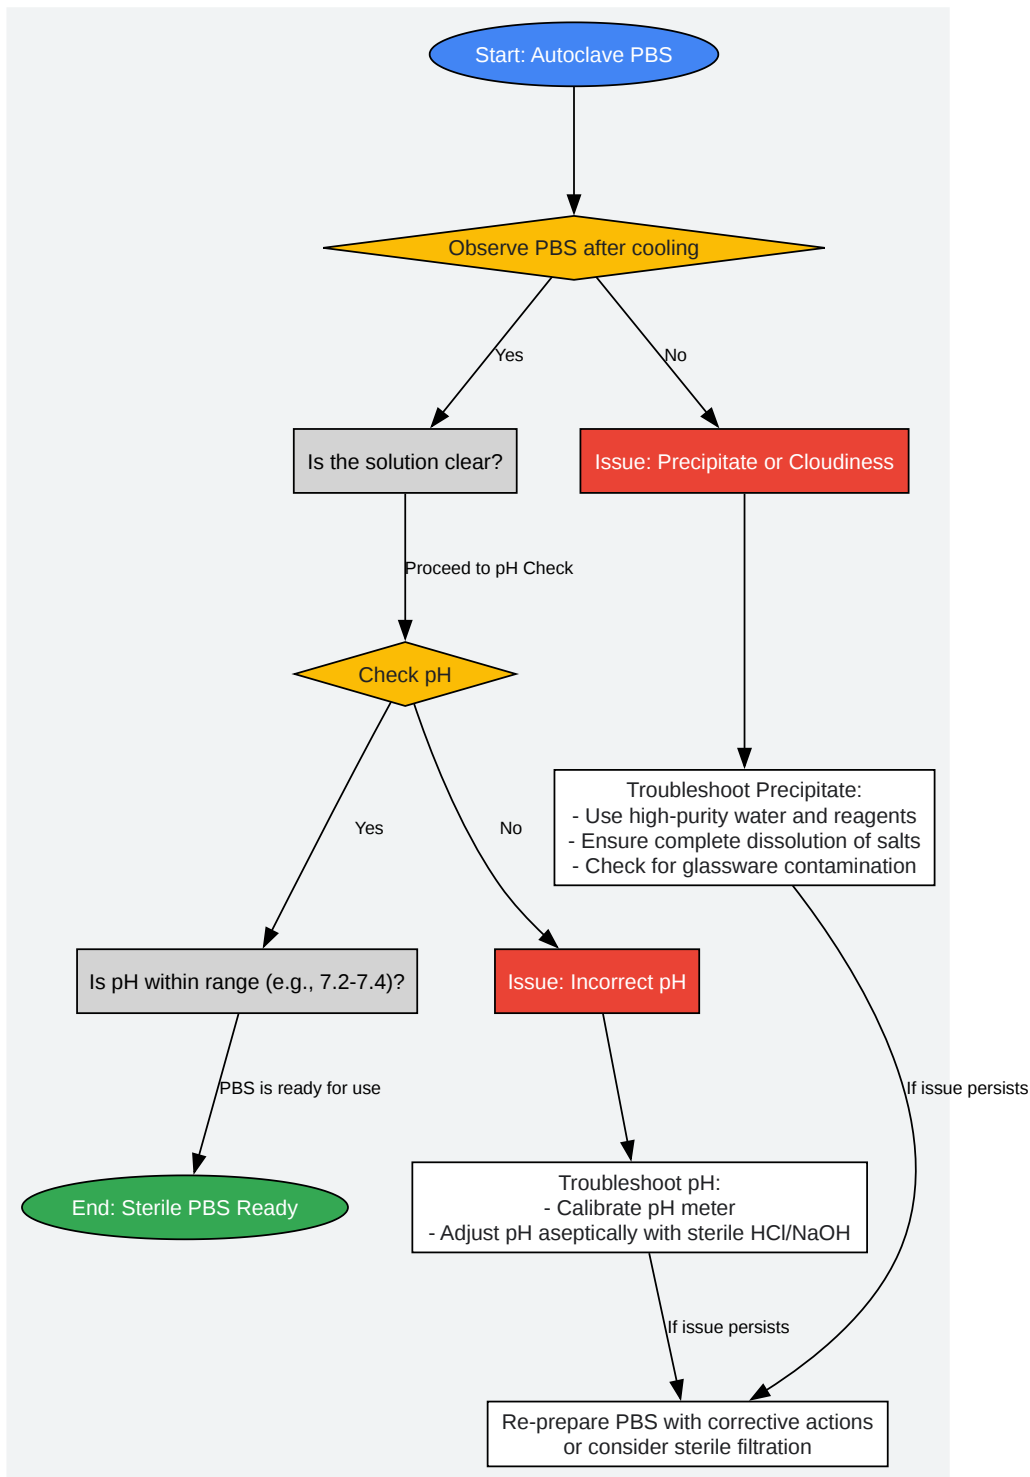 Start: Autoclave PBS
Observe PBS after cooling
Yes
No
Is the solution clear?
Issue: Precipitate or Cloudiness
Proceed to pH Check
Check pH
Troubleshoot Precipitate:
- Use high-purity water and reagents
- Ensure complete dissolution of salts
- Check for glassware contamination
Yes
No
Is pH within range (e.g., 7.2-7.4)?
Issue: Incorrect pH
PBS is ready for use
If issue persists
End: Sterile PBS Ready
Troubleshoot pH:
- Calibrate pH meter
- Adjust pH aseptically with sterile HCl/NaOH
If issue persists
Re-prepare PBS with corrective actions
or consider sterile filtration